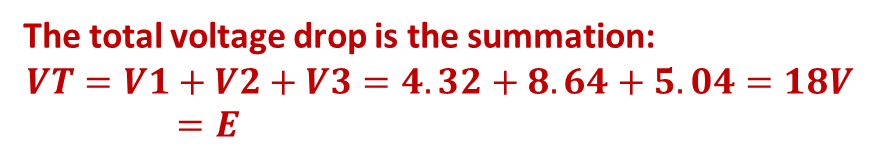 The total voltage drop is the summation:
VT = V1 + V2 + V3 = 4.32 + 8.64 + 5.04 = 18V
= E